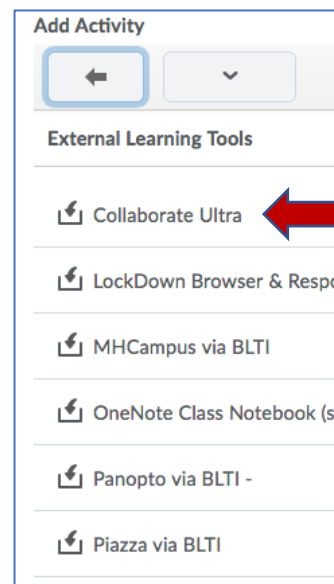 Add Activity
External Learning Tools
Collaborate Ultra
LockDown Browser & Respo
MHCampus via BLTI
OneNote Class Notebook (s
Panopto via BLTI -
Piazza via BLTI